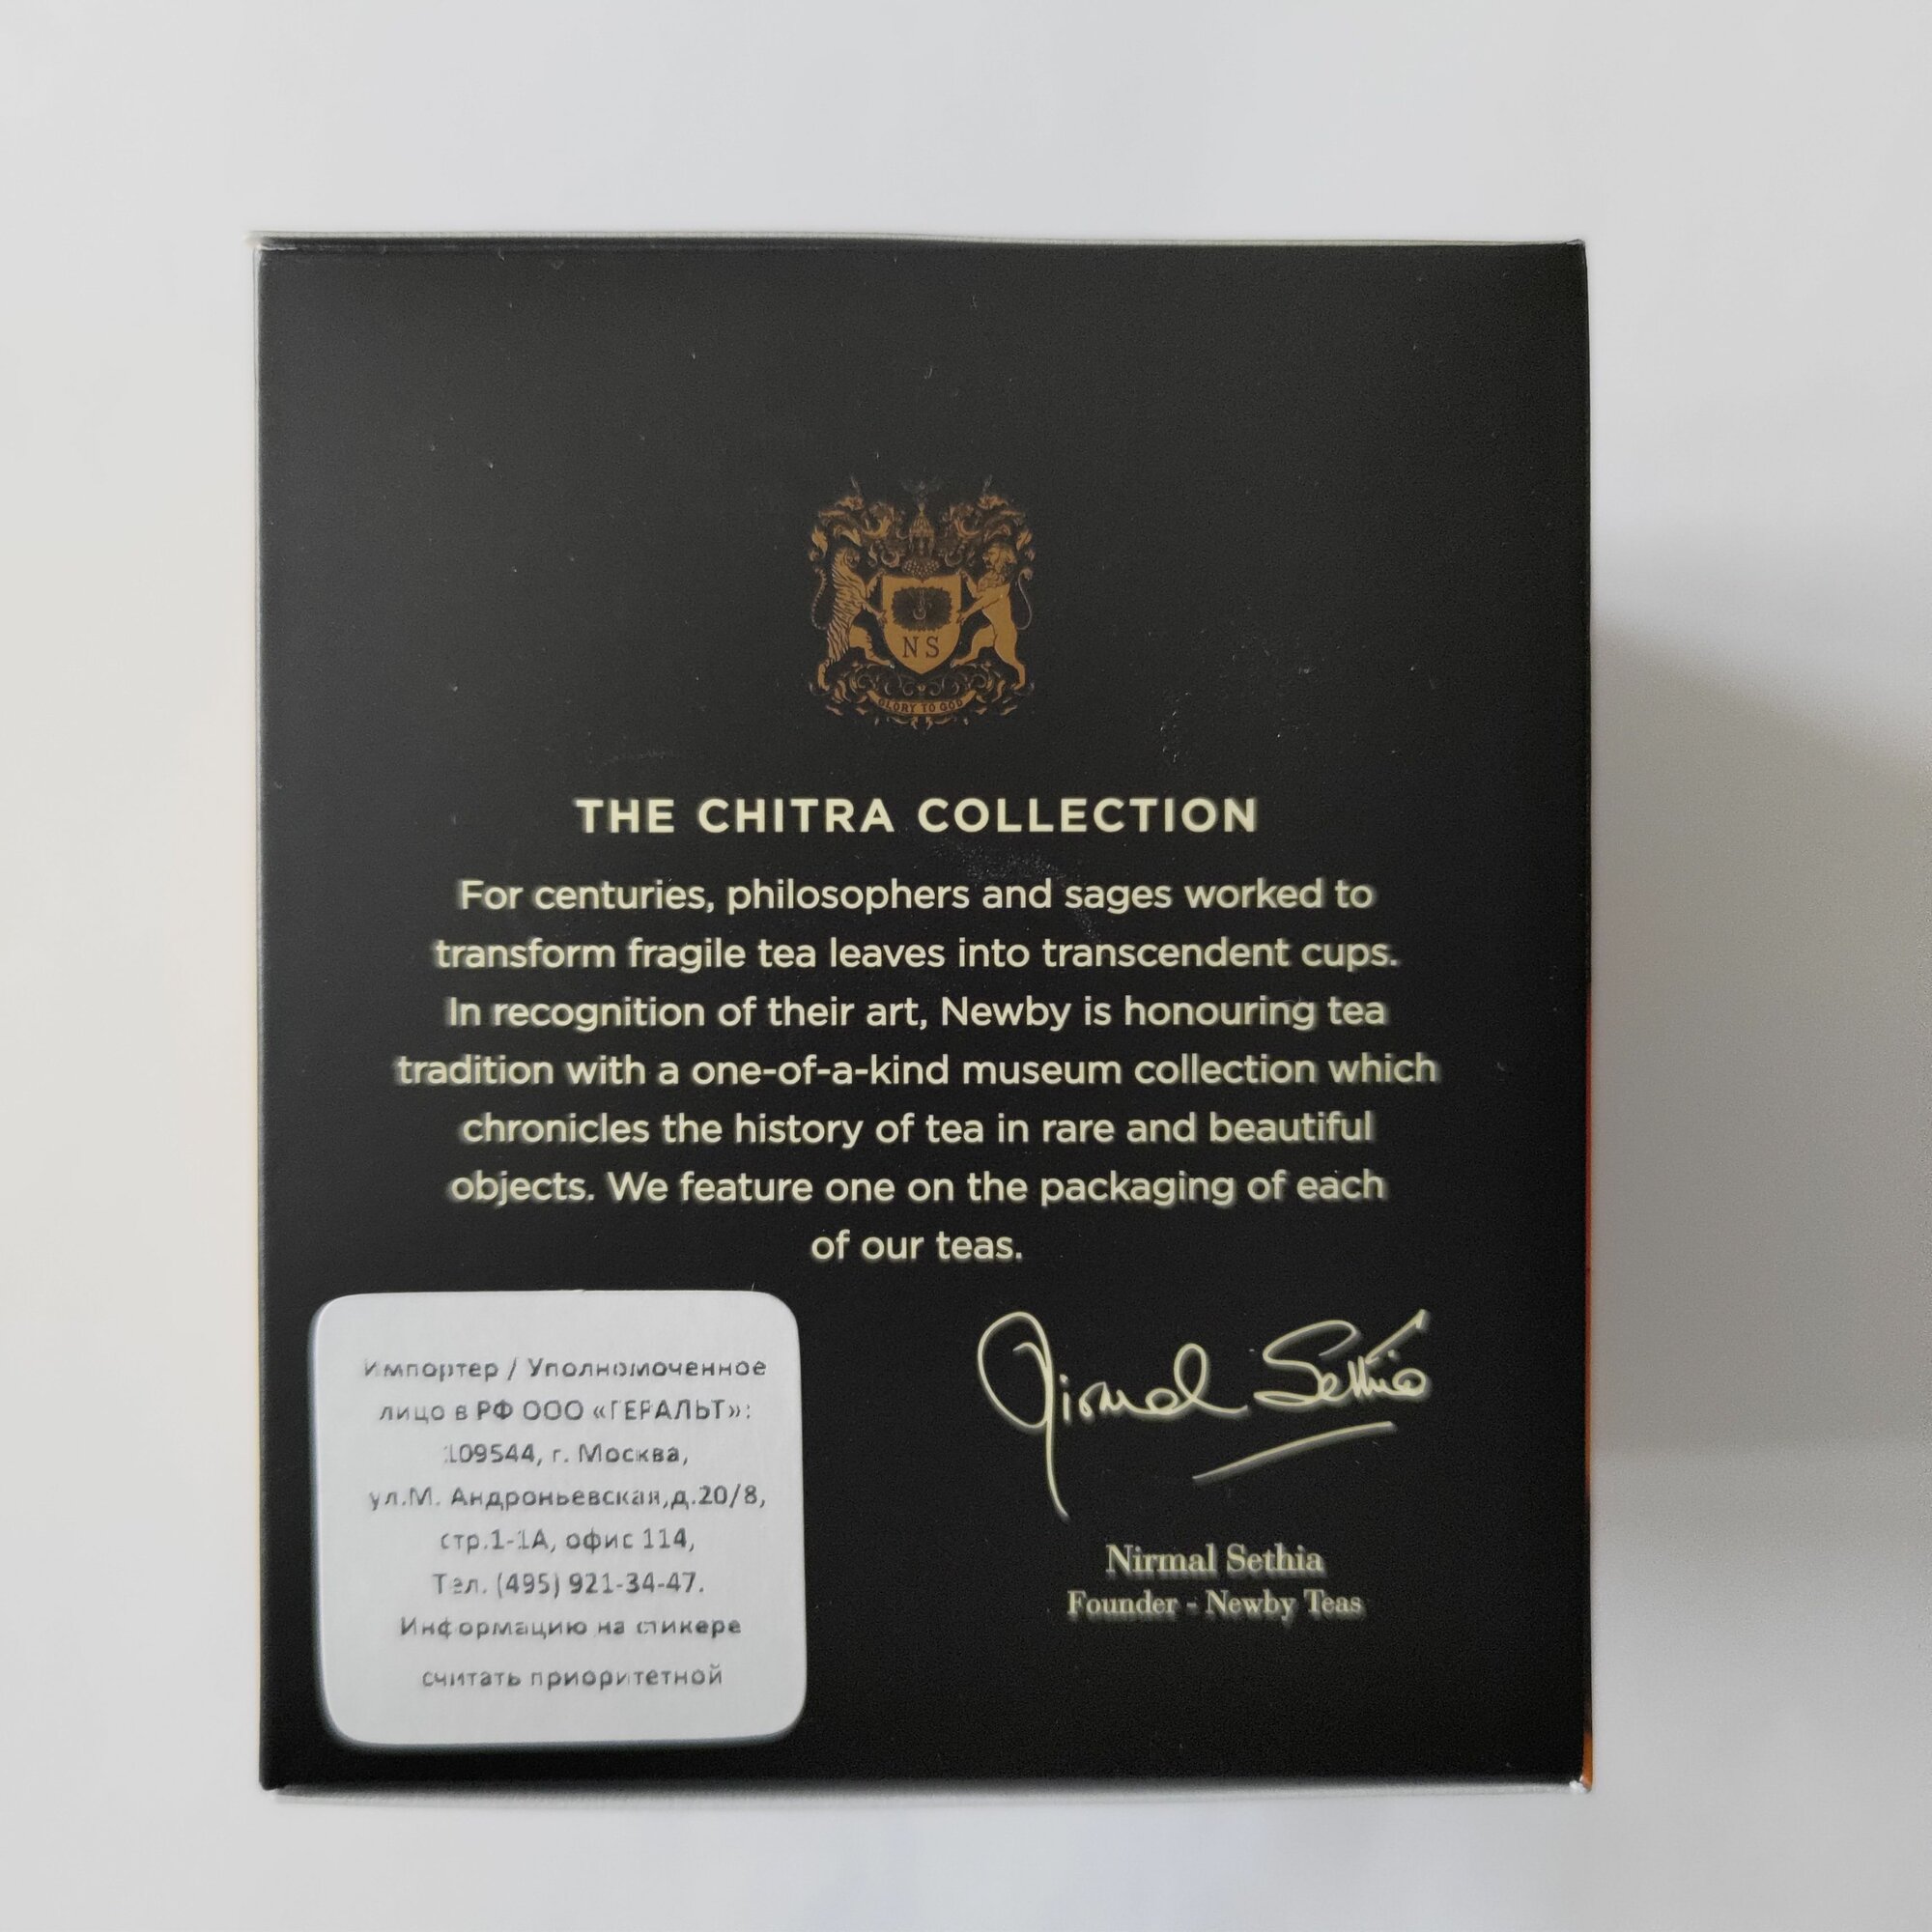 NS
GLORY TO GOD
THE CHITRA COLLECTION
For centuries, philosophers and sages worked to
transform fragile tea leaves into transcendent cups.
In recognition of their art, Newby is honouring tea
tradition with a one-of-a-kind museum collection which
chronicles the history of tea in rare and beautiful
objects. We feature one on the packaging of each
of our teas.
Nirmal Sethia
Nirmal Sethia
Founder - Newby Teas
Импортер / Уполномоченное
лицо в РФ ООО «ГЕРАЛЬТ»:
109544, г. Москва,
ул.М. Андроньевская,д.20/8,
стр.1-1А, офис 114,
Тел. (495) 921-34-47.
Информацию на стикере
считать приоритетной